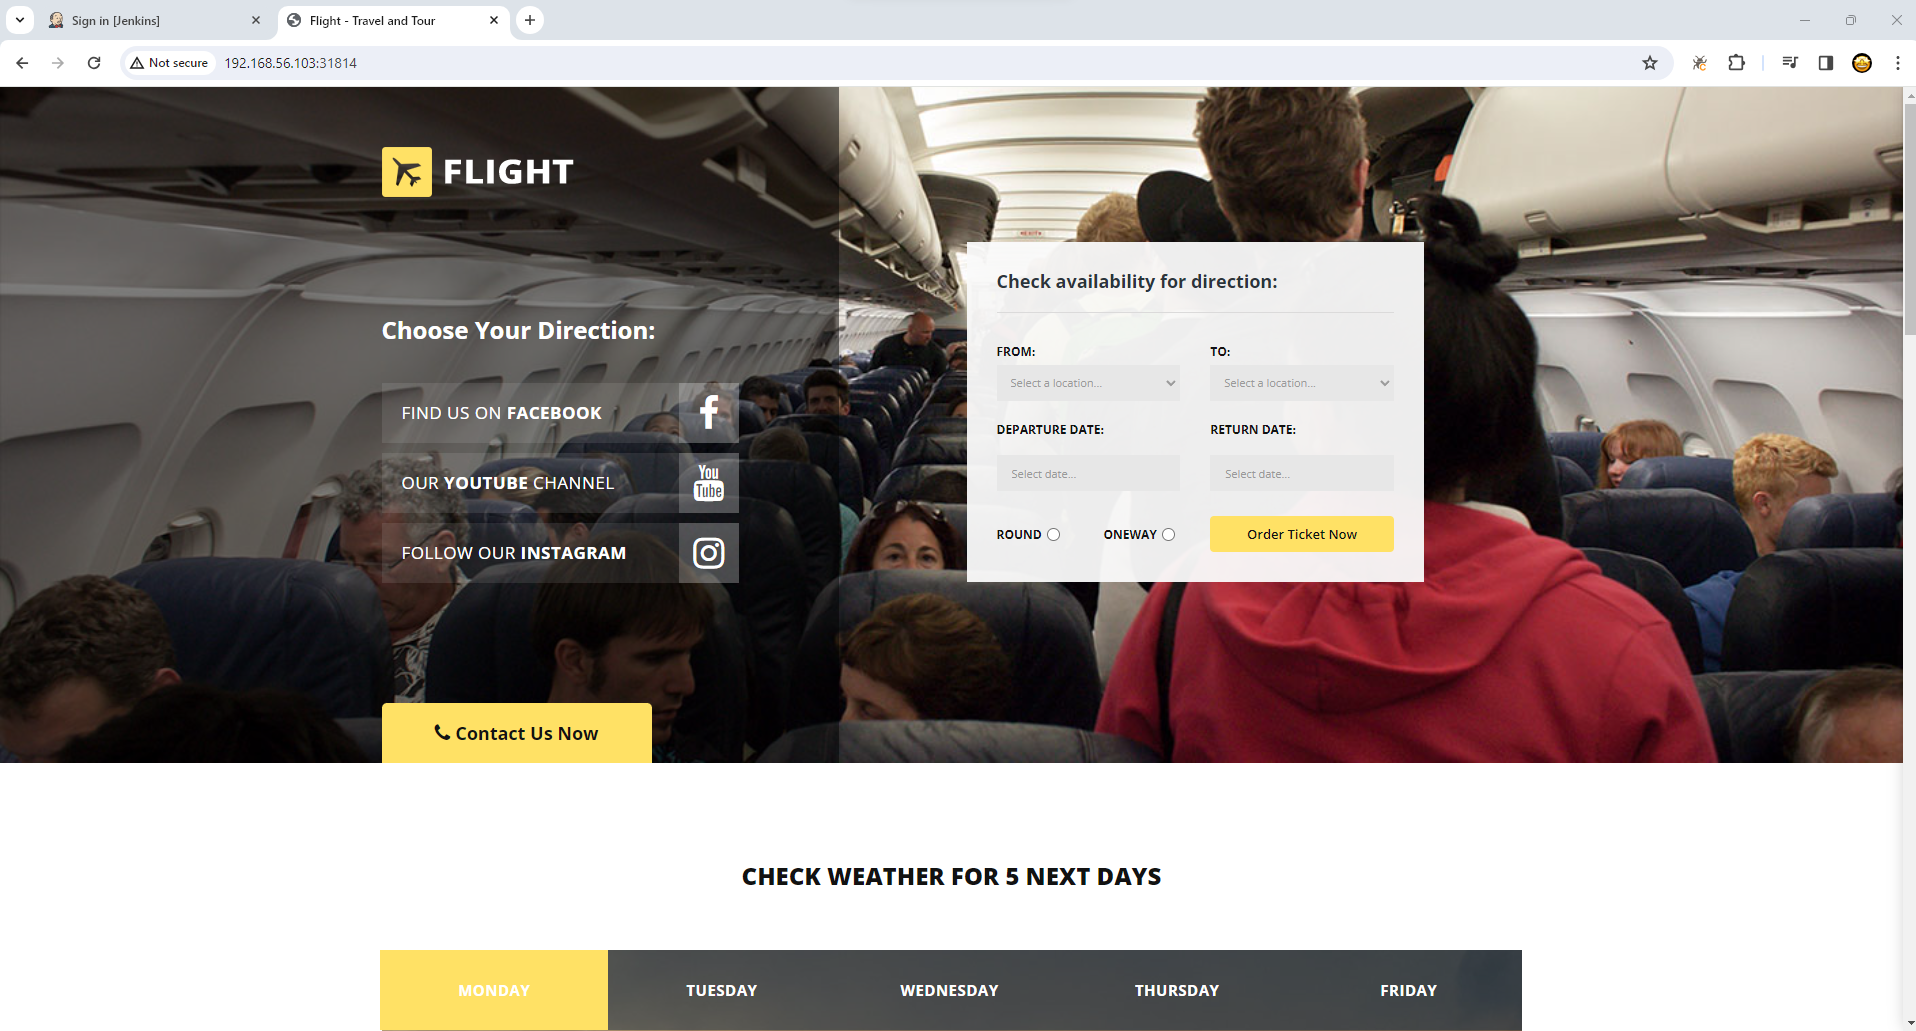 Sign in [Jenkins]
Flight - Travel and Tour
Not secure
192.168.56.103:31814
FLIGHT
Choose Your Direction:
FIND US ON FACEBOOK
OUR YOUTUBE CHANNEL
You
Tube
FOLLOW OUR INSTAGRAM
Contact Us Now
Check availability for direction:
FROM:
TO:
Select a location...
Select a location...
DEPARTURE DATE:
RETURN DATE:
Select date...
Select date...
ROUND
ONEWAY
Order Ticket Now
CHECK WEATHER FOR 5 NEXT DAYS
MONDAY
TUESDAY
WEDNESDAY
THURSDAY
FRIDAY